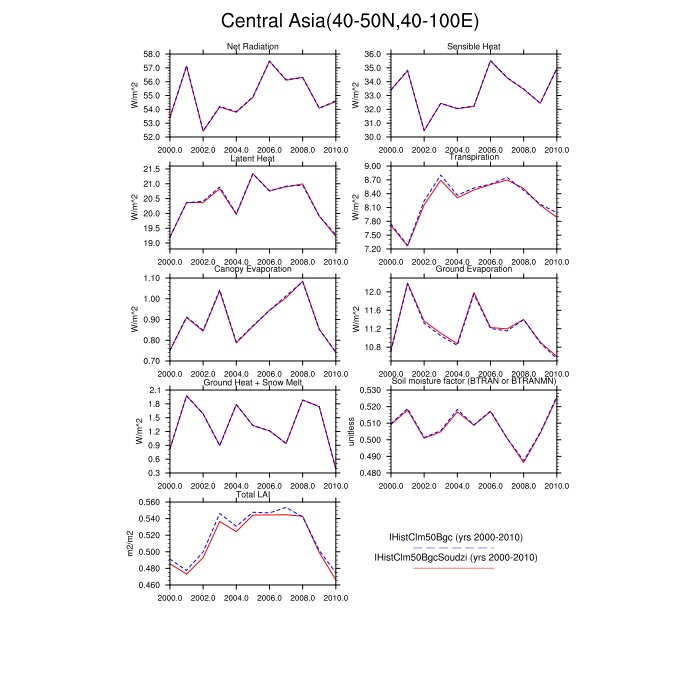 Central Asia(40-50N,40-100E)
Net Radiation
Sensible Heat
58.0
57.0
56.0
55.0
54.0
53.0
52.0
W/m^2
2000.0 2002.0 2004.0 2006.0 2008.0 2010.0
36.0
35.0
34.0
33.0
32.0
31.0
30.0
W/m^2
2000.0 2002.0 2004.0 2006.0 2008.0 2010.0
Latent Heat
Transpiration
21.5
21.0
20.5
20.0
19.5
19.0
W/m^2
2000.0 2002.0 2004.0 2006.0 2008.0 2010.0
9.00
8.70
8.40
8.10
7.80
7.50
7.20
W/m^2
2000.0 2002.0 2004.0 2006.0 2008.0 2010.0
Canopy Evaporation
Ground Evaporation
1.10
1.00
0.90
0.80
0.70
W/m^2
2000.0 2002.0 2004.0 2006.0 2008.0 2010.0
12.0
11.6
11.2
10.8
W/m^2
2000.0 2002.0 2004.0 2006.0 2008.0 2010.0
Ground Heat + Snow Melt
Soil moisture factor (BTRAN or BTRANMN)
2.1
1.8
1.5
1.2
0.9
0.6
0.3
W/m^2
2000.0 2002.0 2004.0 2006.0 2008.0 2010.0
0.530
0.520
0.510
0.500
0.490
0.480
unitless
2000.0 2002.0 2004.0 2006.0 2008.0 2010.0
Total LAI
0.560
0.540
0.520
0.500
0.480
0.460
m2/m2
2000.0 2002.0 2004.0 2006.0 2008.0 2010.0
IHistClm50Bgc (yrs 2000-2010)
IHistClm50BgcSoudzi (yrs 2000-2010)